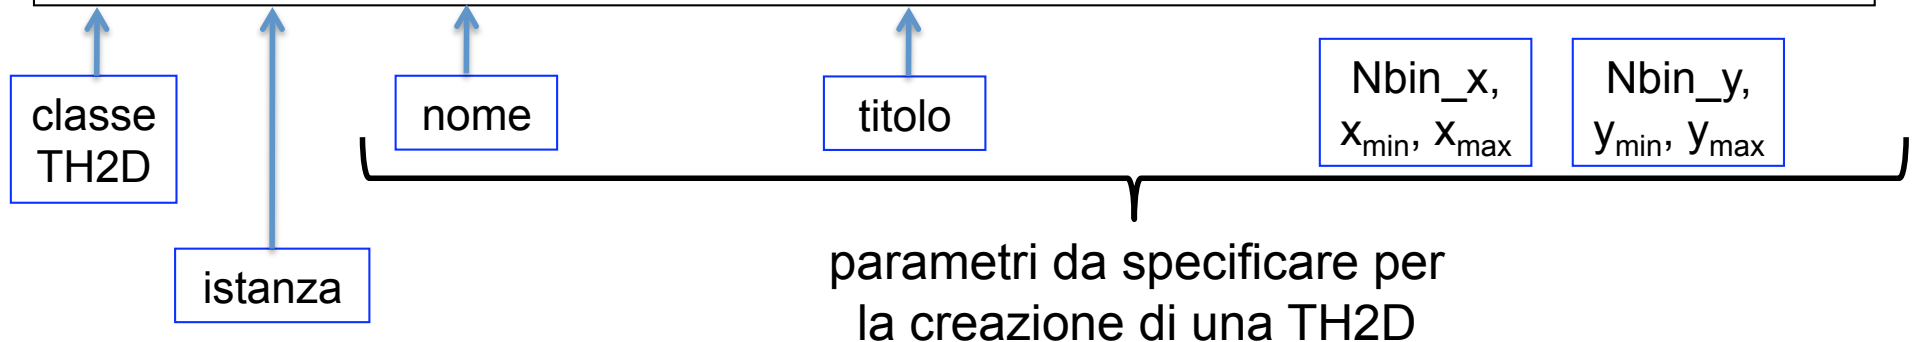 classe
TH2D
istanza
nome
titolo
Nbin_x,
xmin, xmax
Nbin_y,
ymin, ymax
parametri da specificare per
la creazione di una TH2D